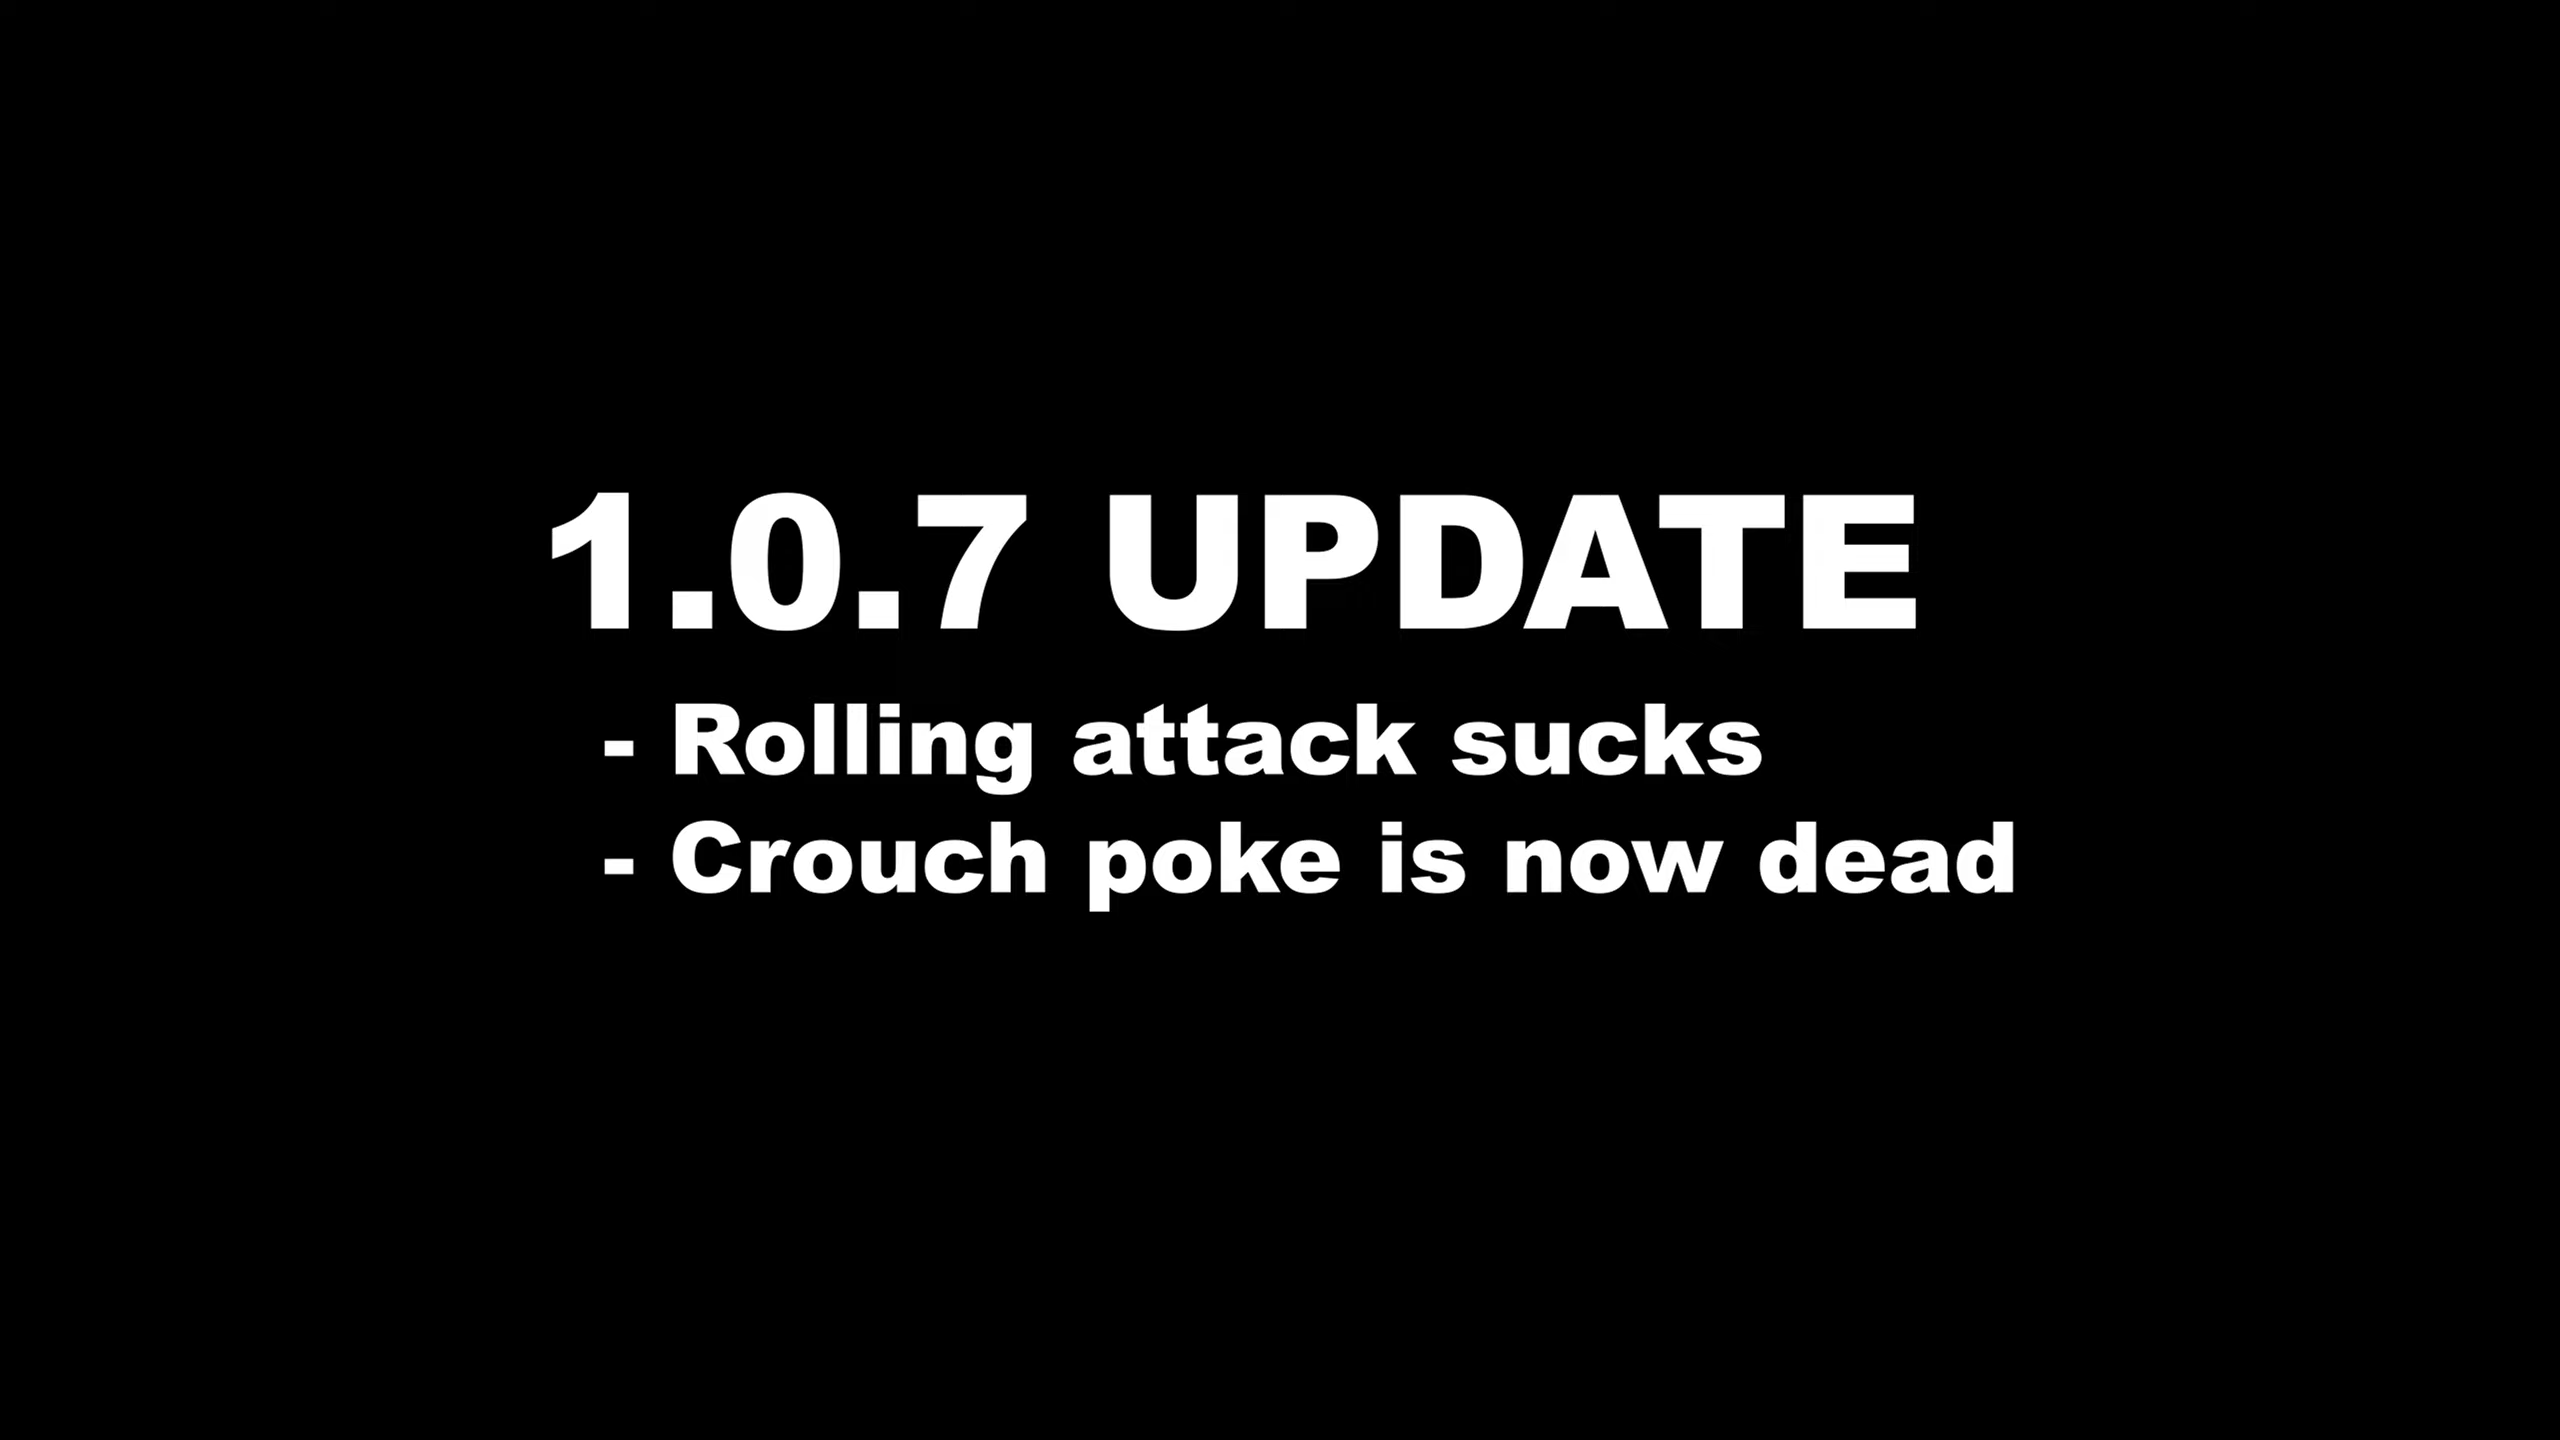 1.0.7 UPDATE
- Rolling attack sucks
- Crouch poke is now dead